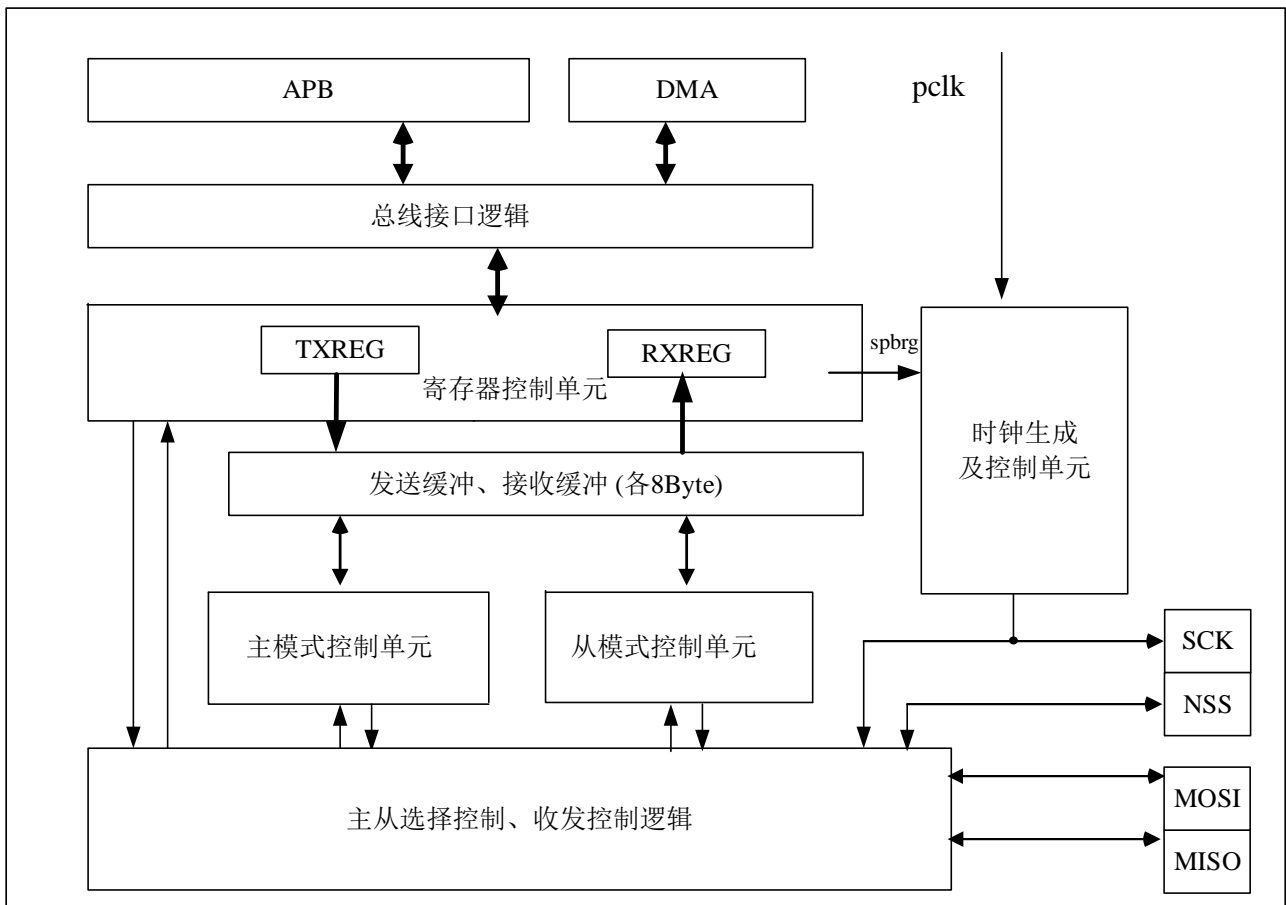 APB
DMA
pclk
总线接口逻辑
TXREG
RXREG
spbrg
寄存器控制单元
时钟生成
及控制单元
发送缓冲、接收缓冲 (各8Byte)
主模式控制单元
从模式控制单元
SCK
NSS
主从选择控制、收发控制逻辑
MOSI
MISO